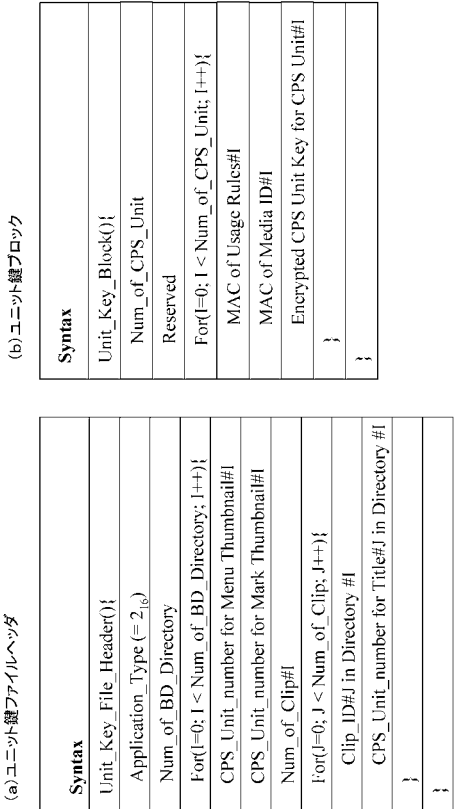 (a)ユニット鍵ファイルヘッダ
Syntax
Unit_Key_File_Header(){
Application_Type (= 2₁₆)
Num_of_BD_Directory
For(I=0; I < Num_of_BD_Directory; I++){
CPS_Unit_number for Menu Thumbnail#I
CPS_Unit_number for Mark Thumbnail#I
Num_of_Clip#I
For(J=0; J < Num_of_Clip; J++){
Clip_ID#J in Directory #I
CPS_Unit_number for Title#J in Directory #I
}
}
(b)ユニット鍵ブロック
Syntax
Unit_Key_Block(){
Num_of_CPS_Unit
Reserved
For(I=0; I < Num_of_CPS_Unit; I++){
MAC of Usage Rules#I
MAC of Media ID#I
Encrypted CPS Unit Key for CPS Unit#I
}
}